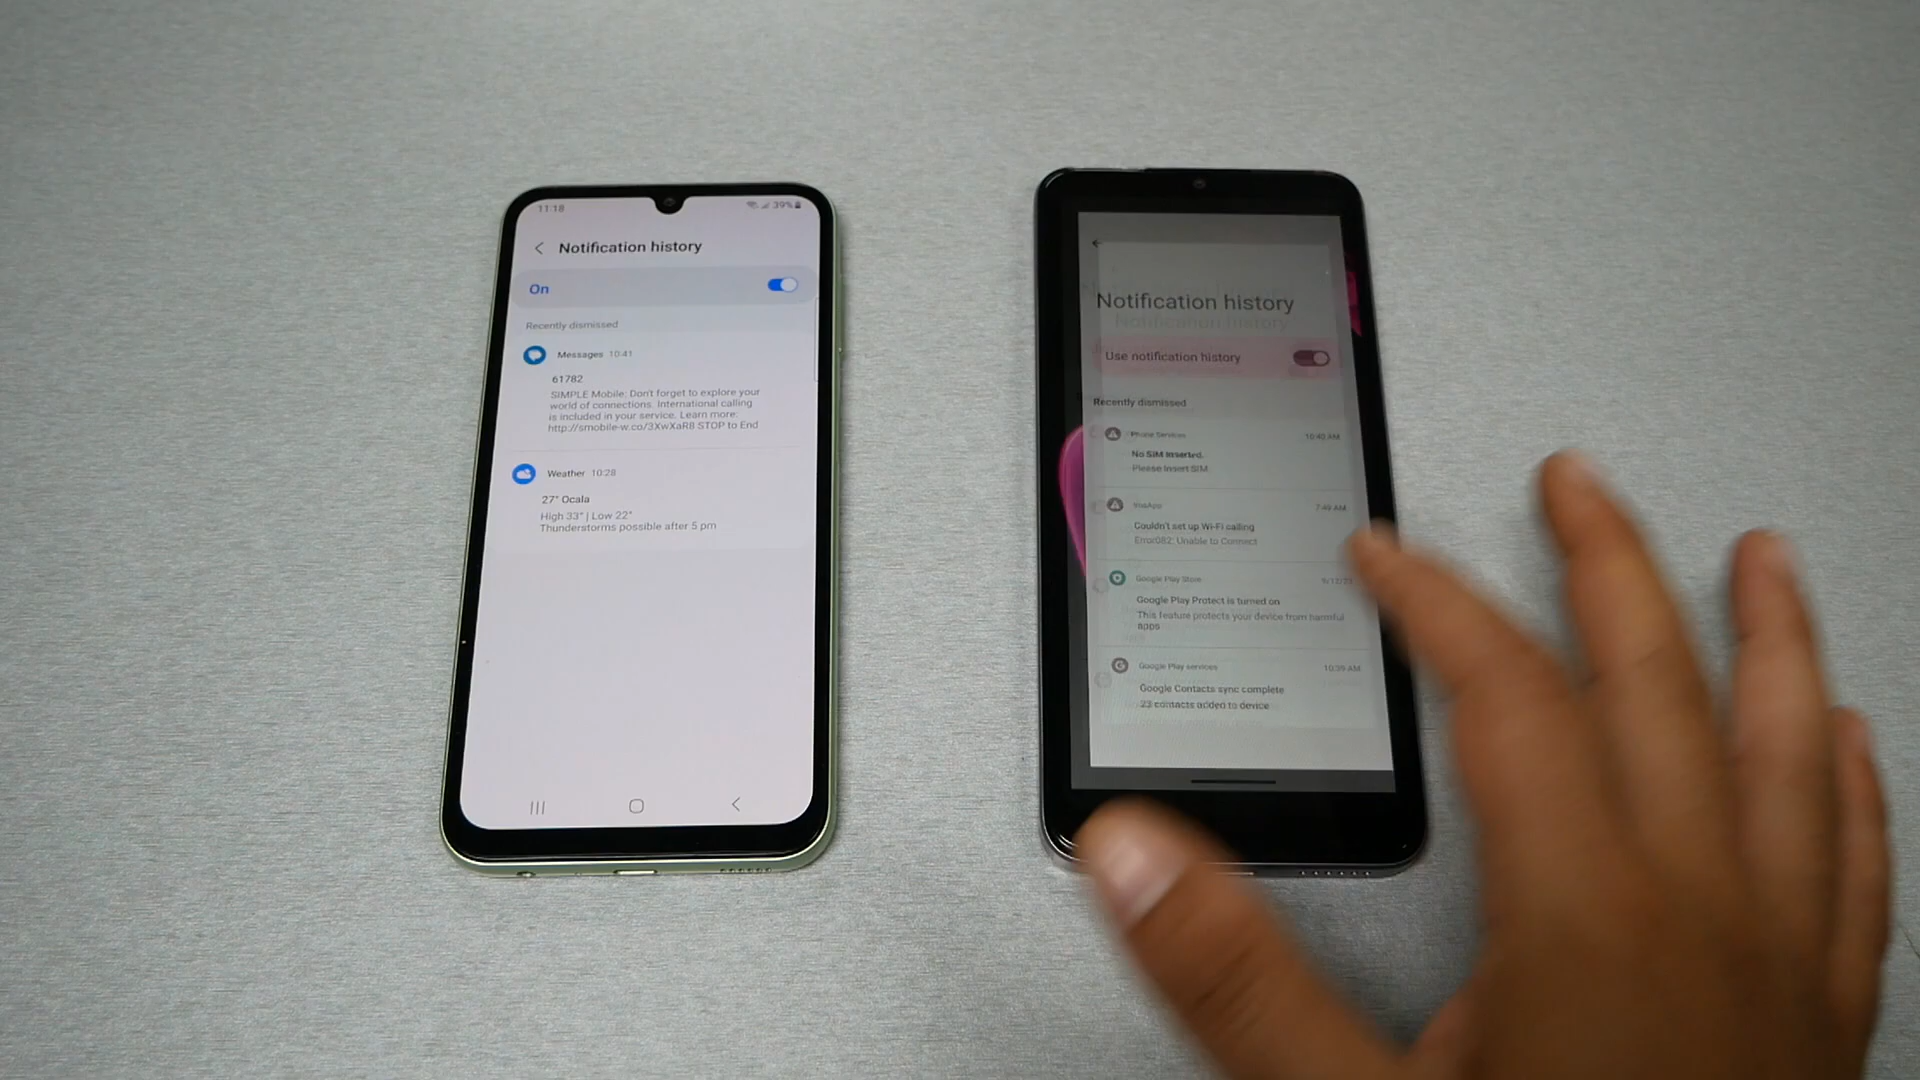 11:18
39%
Notification history
On
Recently dismissed
Messages 10:41
61782
SIMPLE Mobile: Don't forget to explore your
world of connections. International calling
is included in your service. Learn more:
http://smobile-w.co/3XwXaR8 STOP to End
Weather 10:28
27° Ocala
High 33° | Low 22°
Thunderstorms possible after 5 pm
Notification history
Notification history
Use notification history
Recently dismissed
Phone Services 10:40 AM
No SIM inserted.
Please insert SIM
7:49 AM
Couldn't set up Wi-Fi calling
Error082: Unable to Connect
Google Play Store
Google Play Protect is turned on
This feature protects your device from harmful
apps
Google Play services 10:39 AM
Google Contacts sync complete
23 contacts added to device